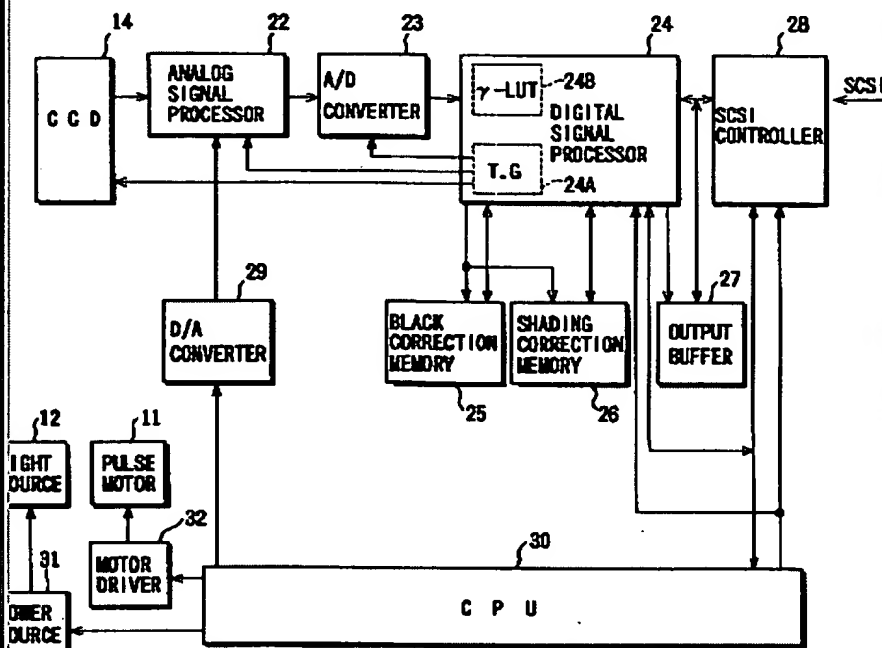 14
22
23
24
28
CCD
ANALOG
SIGNAL
PROCESSOR
A/D
CONVERTER
γ-LUT
24B
DIGITAL
SIGNAL
PROCESSOR
T.G
24A
SCSI
CONTROLLER
SCSI
29
D/A
CONVERTER
BLACK
CORRECTION
MEMORY
25
SHADING
CORRECTION
MEMORY
26
27
OUTPUT
BUFFER
12
IGHT
OURCE
11
PULSE
MOTOR
32
MOTOR
DRIVER
31
OWER
OURCE
30
CPU